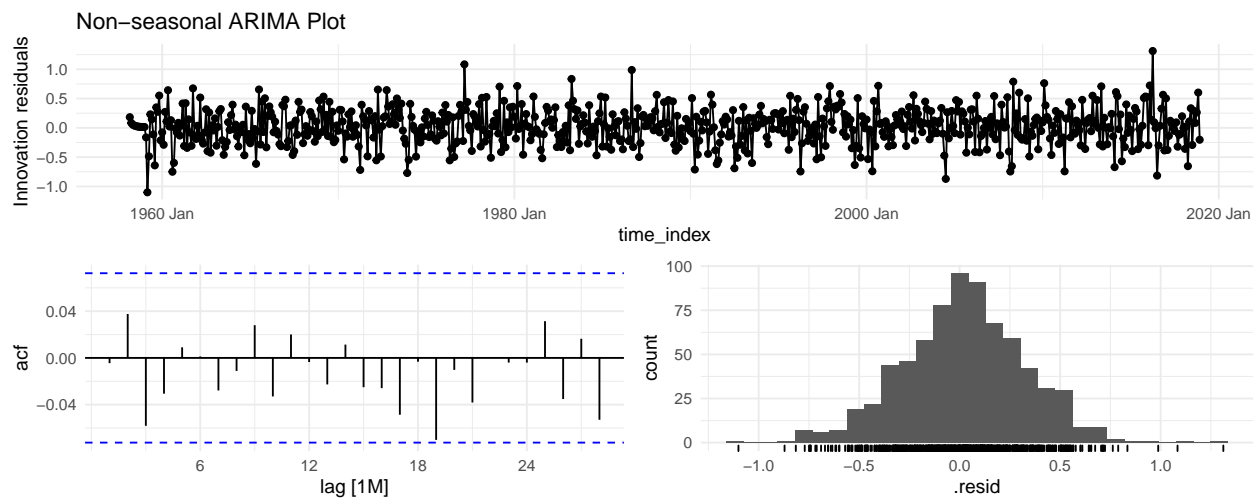 Non−seasonal ARIMA Plot
Innovation residuals
1.0
0.5
0.0
−0.5
−1.0
1960 Jan
1980 Jan
2000 Jan
2020 Jan
time_index
acf
0.04
0.00
−0.04
6
12
18
24
lag [1M]
count
100
75
50
25
0
−1.0
−0.5
0.0
0.5
1.0
.resid